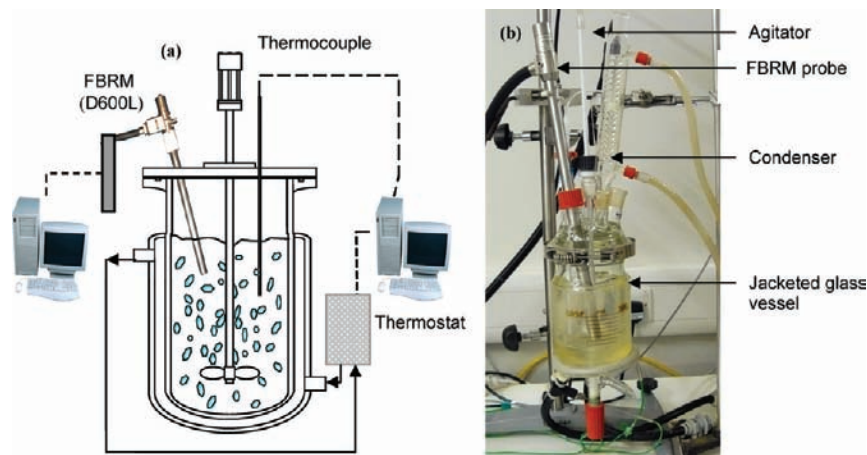 (a)
Thermocouple
FBRM
(D600L)
Thermostat
(b)
Agitator
FBRM probe
Condenser
Jacketed glass
vessel